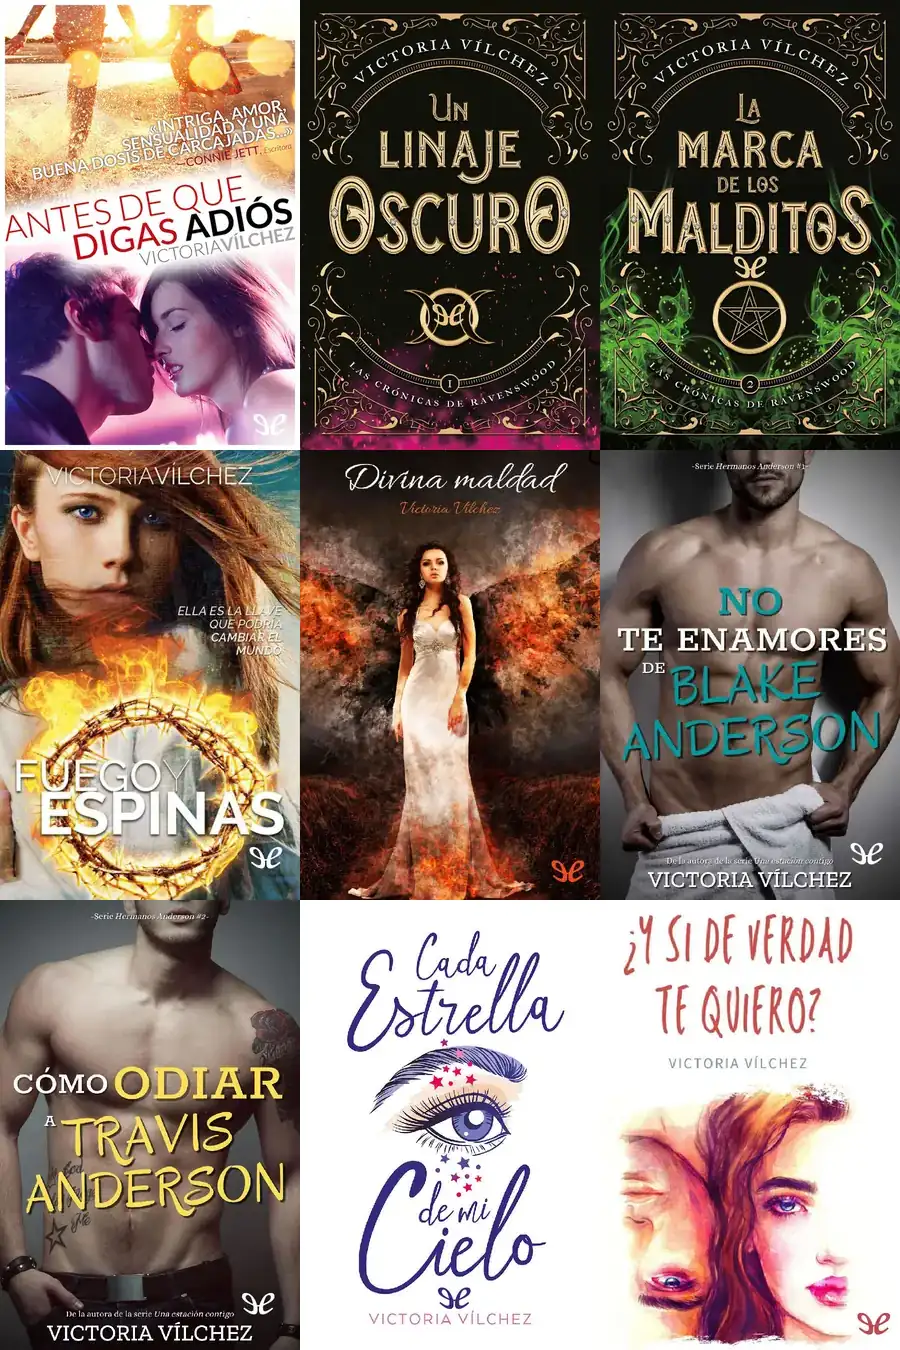 «INTRIGA, AMOR,
SENSUALIDAD Y UNA
BUENA DOSIS DE CARCAJADAS...»
—CONNIE JETT, Escritora
ANTES DE QUE
DIGAS ADIÓS
VICTORIAVÍLCHEZ
VICTORIA VÍLCHEZ
UN
LINAJE
OSCURO
1
LAS CRÓNICAS DE RAVENSWOOD
VICTORIA VÍLCHEZ
LA
MARCA
DE LOS
MALDITOS
2
LAS CRÓNICAS DE RAVENSWOOD
VICTORIAVÍLCHEZ
ELLA ES LA LLAVE
QUE PODRÍA
CAMBIAR EL
MUNDO
FUEGO Y
ESPINAS
Divina maldad
Victoria Vílchez
-Serie Hermanos Anderson #1-
NO
TE ENAMORES
DE
BLAKE
ANDERSON
De la autora de la serie Una estación contigo
VICTORIA VÍLCHEZ
-Serie Hermanos Anderson #2-
CÓMO ODIAR
A
TRAVIS
ANDERSON
De la autora de la serie Una estación contigo
VICTORIA VÍLCHEZ
Cada
Estrella
de mi
Cielo
VICTORIA VÍLCHEZ
¿Y SI DE VERDAD
TE QUIERO?
VICTORIA VÍLCHEZ